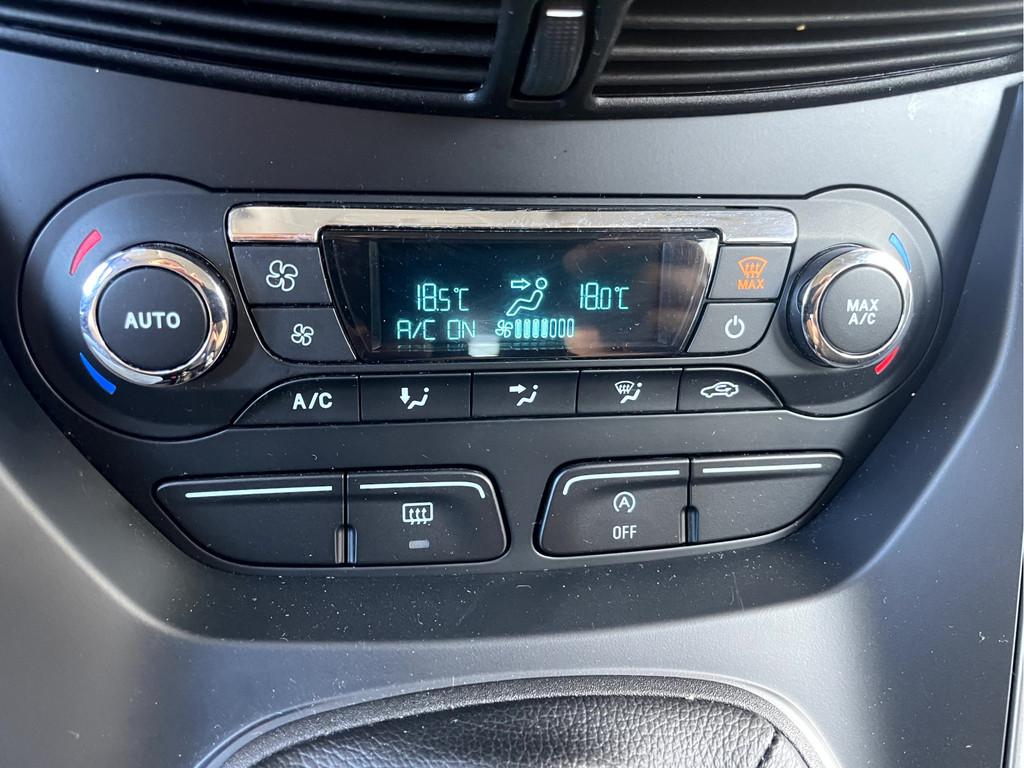 MAX
18.5°C
18.0°C
AUTO
A/C ON
MAX
A/C
A/C
A
OFF